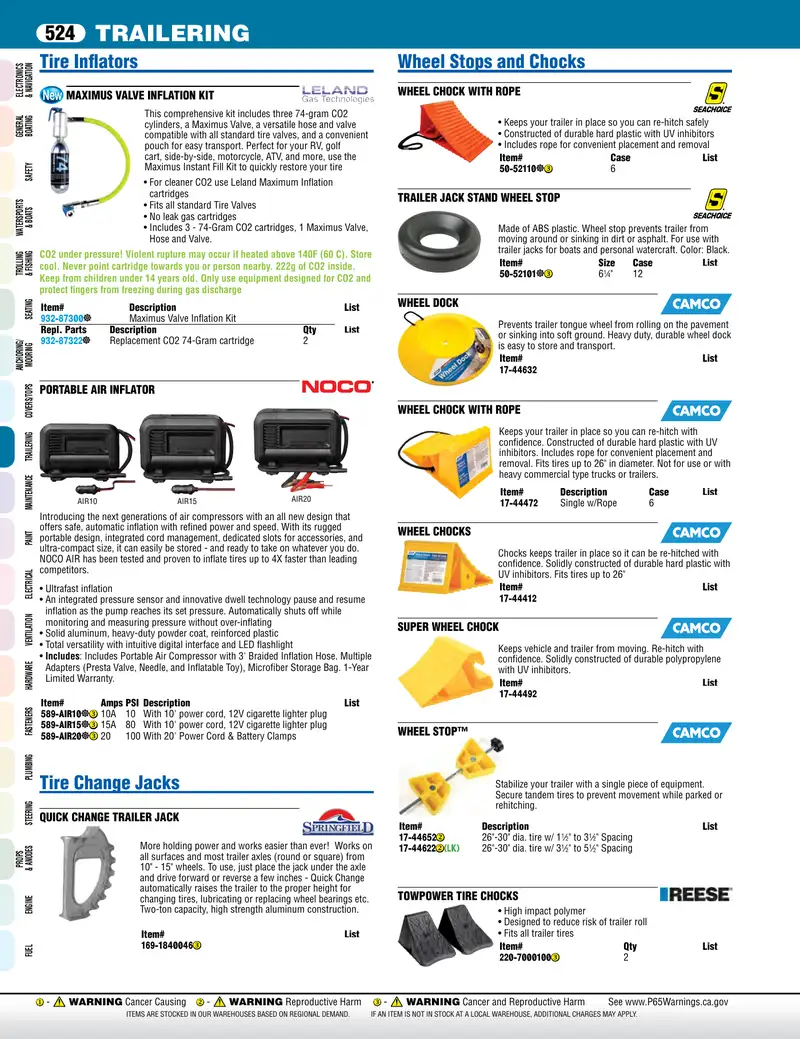 524 TRAILERING
ELECTRONICS & NAVIGATION
GENERAL BOATING
SAFETY
WATERSPORTS & BOATS
TROLLING & FISHING
SEATING
ANCHORING/ MOORING
COVERS/TOPS
TRAILERING
MAINTENANCE
PAINT
ELECTRICAL
VENTILATION
HARDWARE
FASTENERS
PLUMBING
STEERING
PROPS & ANODES
ENGINE
FUEL
Tire Inflators
New MAXIMUS VALVE INFLATION KIT
LELAND
Gas Technologies
74
This comprehensive kit includes three 74-gram CO2
cylinders, a Maximus Valve, a versatile hose and valve
compatible with all standard tire valves, and a convenient
pouch for easy transport. Perfect for your RV, golf
cart, side-by-side, motorcycle, ATV, and more, use the
Maximus Instant Fill Kit to quickly restore your tire
• For cleaner CO2 use Leland Maximum Inflation
cartridges
• Fits all standard Tire Valves
• No leak gas cartridges
• Includes 3 - 74-Gram CO2 cartridges, 1 Maximus Valve,
Hose and Valve.
CO2 under pressure! Violent rupture may occur if heated above 140F (60 C). Store
cool. Never point cartridge towards you or person nearby. 222g of CO2 inside.
Keep from children under 14 years old. Only use equipment designed for CO2 and
protect fingers from freezing during gas discharge
Item# Description List
932-87300 Maximus Valve Inflation Kit
Repl. Parts Description Qty List
932-87322 Replacement CO2 74-Gram cartridge 2
PORTABLE AIR INFLATOR
NOCO
AIR10 AIR15 AIR20
Introducing the next generations of air compressors with an all new design that
offers safe, automatic inflation with refined power and speed. With its rugged
portable design, integrated cord management, dedicated slots for accessories, and
ultra-compact size, it can easily be stored - and ready to take on whatever you do.
NOCO AIR has been tested and proven to inflate tires up to 4X faster than leading
competitors.
• Ultrafast inflation
• An integrated pressure sensor and innovative dwell technology pause and resume
inflation as the pump reaches its set pressure. Automatically shuts off while
monitoring and measuring pressure without over-inflating
• Solid aluminum, heavy-duty powder coat, reinforced plastic
• Total versatility with intuitive digital interface and LED flashlight
• Includes: Includes Portable Air Compressor with 3' Braided Inflation Hose. Multiple
Adapters (Presta Valve, Needle, and Inflatable Toy), Microfiber Storage Bag. 1-Year
Limited Warranty.
Item# Amps PSI Description List
589-AIR10 3 10A 10 With 10' power cord, 12V cigarette lighter plug
589-AIR15 3 15A 80 With 10' power cord, 12V cigarette lighter plug
589-AIR20 3 20 100 With 20' Power Cord & Battery Clamps
Tire Change Jacks
QUICK CHANGE TRAILER JACK
SPRINGFIELD
More holding power and works easier than ever! Works on
all surfaces and most trailer axles (round or square) from
10" - 15" wheels. To use, just place the jack under the axle
and drive forward or reverse a few inches - Quick Change
automatically raises the trailer to the proper height for
changing tires, lubricating or replacing wheel bearings etc.
Two-ton capacity, high strength aluminum construction.
Item# List
169-1840046 3
Wheel Stops and Chocks
WHEEL CHOCK WITH ROPE
S
SEACHOICE
• Keeps your trailer in place so you can re-hitch safely
• Constructed of durable hard plastic with UV inhibitors
• Includes rope for convenient placement and removal
Item# Case List
50-52110 3 6
TRAILER JACK STAND WHEEL STOP
S
SEACHOICE
Made of ABS plastic. Wheel stop prevents trailer from
moving around or sinking in dirt or asphalt. For use with
trailer jacks for boats and personal watercraft. Color: Black.
Item# Size Case List
50-52101 3 6¼" 12
WHEEL DOCK
CAMCO
Wheel Dock
Prevents trailer tongue wheel from rolling on the pavement
or sinking into soft ground. Heavy duty, durable wheel dock
is easy to store and transport.
Item# List
17-44632
WHEEL CHOCK WITH ROPE
CAMCO
Keeps your trailer in place so you can re-hitch with
confidence. Constructed of durable hard plastic with UV
inhibitors. Includes rope for convenient placement and
removal. Fits tires up to 26" in diameter. Not for use or with
heavy commercial type trucks or trailers.
Item# Description Case List
17-44472 Single w/Rope 6
WHEEL CHOCKS
CAMCO
Chocks keeps trailer in place so it can be re-hitched with
confidence. Solidly constructed of durable hard plastic with
UV inhibitors. Fits tires up to 26"
Item# List
17-44412
SUPER WHEEL CHOCK
CAMCO
Keeps vehicle and trailer from moving. Re-hitch with
confidence. Solidly constructed of durable polypropylene
with UV inhibitors.
Item# List
17-44492
WHEEL STOP™
CAMCO
Stabilize your trailer with a single piece of equipment.
Secure tandem tires to prevent movement while parked or
rehitching.
Item# Description List
17-44652 2 26"-30" dia. tire w/ 1½" to 3½" Spacing
17-44622 2 (LK) 26"-30" dia. tire w/ 3½" to 5½" Spacing
TOWPOWER TIRE CHOCKS
REESE
• High impact polymer
• Designed to reduce risk of trailer roll
• Fits all trailer tires
Item# Qty List
220-7000100 3 2
1 - WARNING Cancer Causing 2 - WARNING Reproductive Harm 3 - WARNING Cancer and Reproductive Harm See www.P65Warnings.ca.gov
ITEMS ARE STOCKED IN OUR WAREHOUSES BASED ON REGIONAL DEMAND. IF AN ITEM IS NOT IN STOCK AT A LOCAL WAREHOUSE, ADDITIONAL CHARGES MAY APPLY.